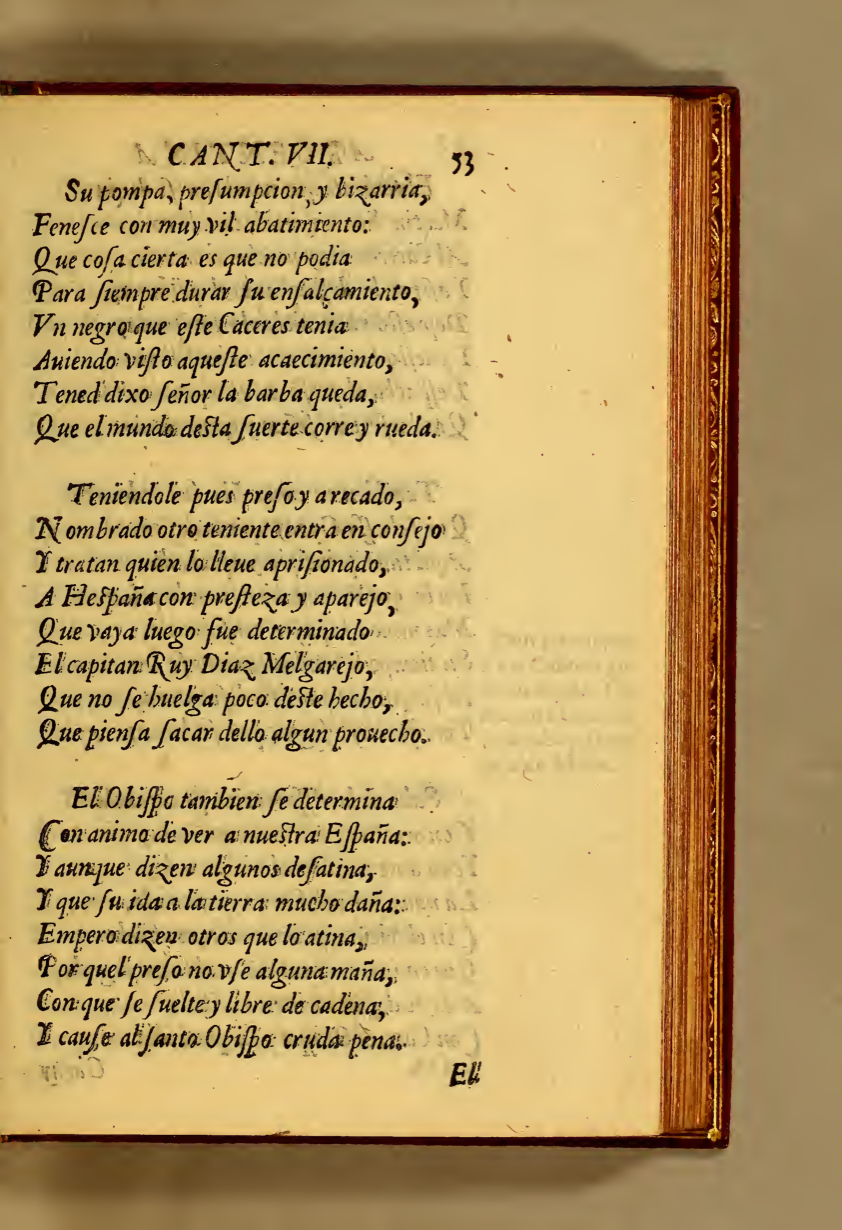 CANT. VII. 53
Su pompa, preſumpcion, y bizarria,
Feneſce con muy vil abatimiento:
Que coſa cierta es que no podia
Para ſiempre durar ſu enſalçamiento,
Vn negro que eſte Caceres tenia
Auiendo viſto aqueſte acaecimiento,
Tened dixo ſeñor la barba queda,
Que el mundo deſta ſuerte corre y rueda.
Teniendole pues preſo y a recado,
Nombrado otro teniente entra en conſejo
Y tratan quien lo lleue apriſionado,
A Heſpaña con preſteza y aparejo,
Que vaya luego fue determinado
El capitan Ruy Diaz Melgarejo,
Que no ſe huelga poco deſte hecho,
Que pienſa ſacar dello algun prouecho.
El Obiſpo tambien ſe determina
Con animo de ver a nueſtra Eſpaña:
Y aunque dizen algunos deſatina,
Y que ſu ida a la tierra mucho daña:
Empero dizen otros que lo atina,
Por quel preſo no vſe alguna maña,
Con que ſe ſuelte y libre de cadena,
Y cauſe al ſanto Obiſpo cruda pena.
El